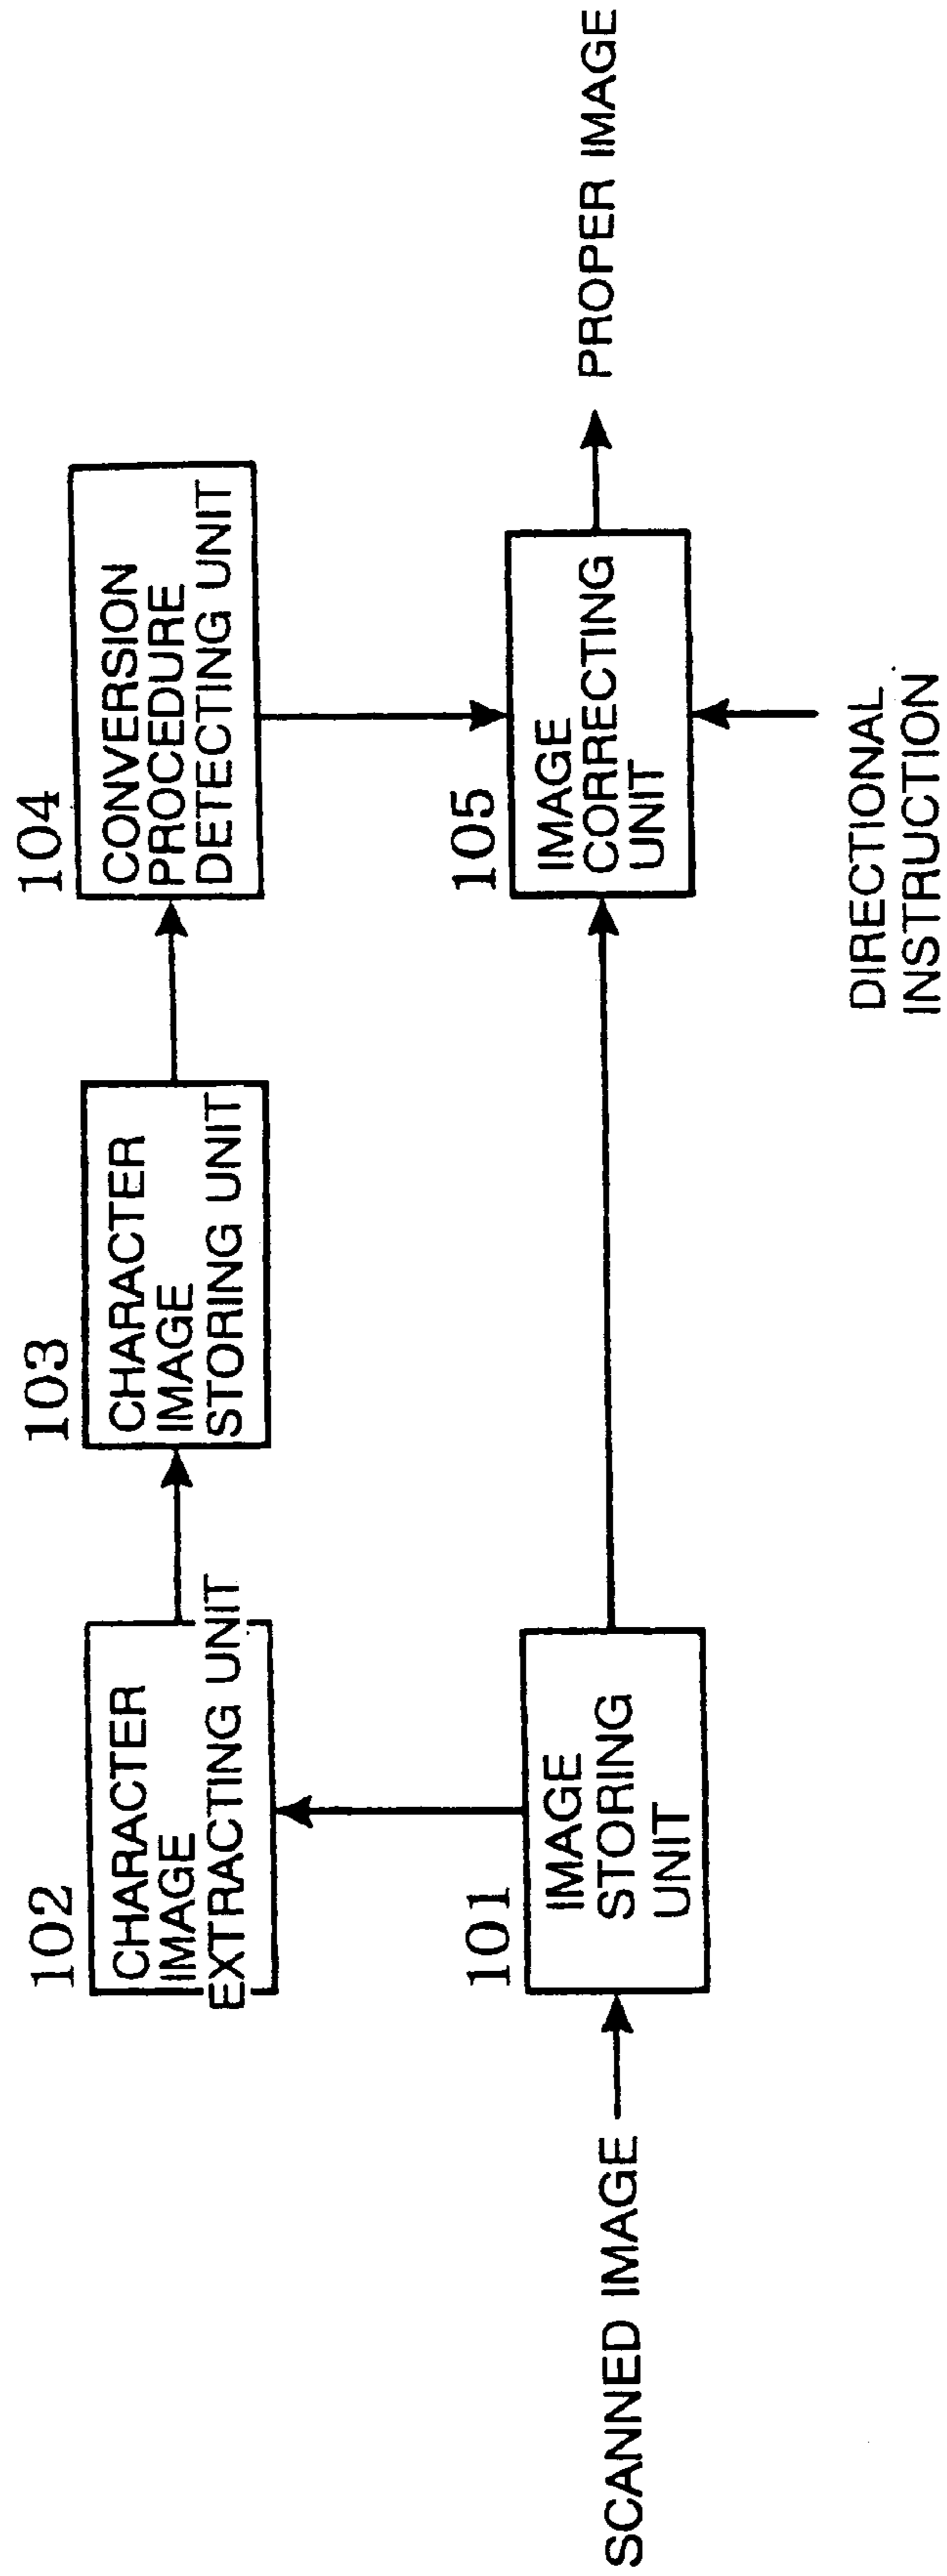 102
CHARACTER
IMAGE
EXTRACTING UNIT
103
CHARACTER
IMAGE
STORING UNIT
104
CONVERSION
PROCEDURE
DETECTING UNIT
SCANNED IMAGE
101
IMAGE
STORING
UNIT
105
IMAGE
CORRECTING
UNIT
PROPER IMAGE
DIRECTIONAL
INSTRUCTION